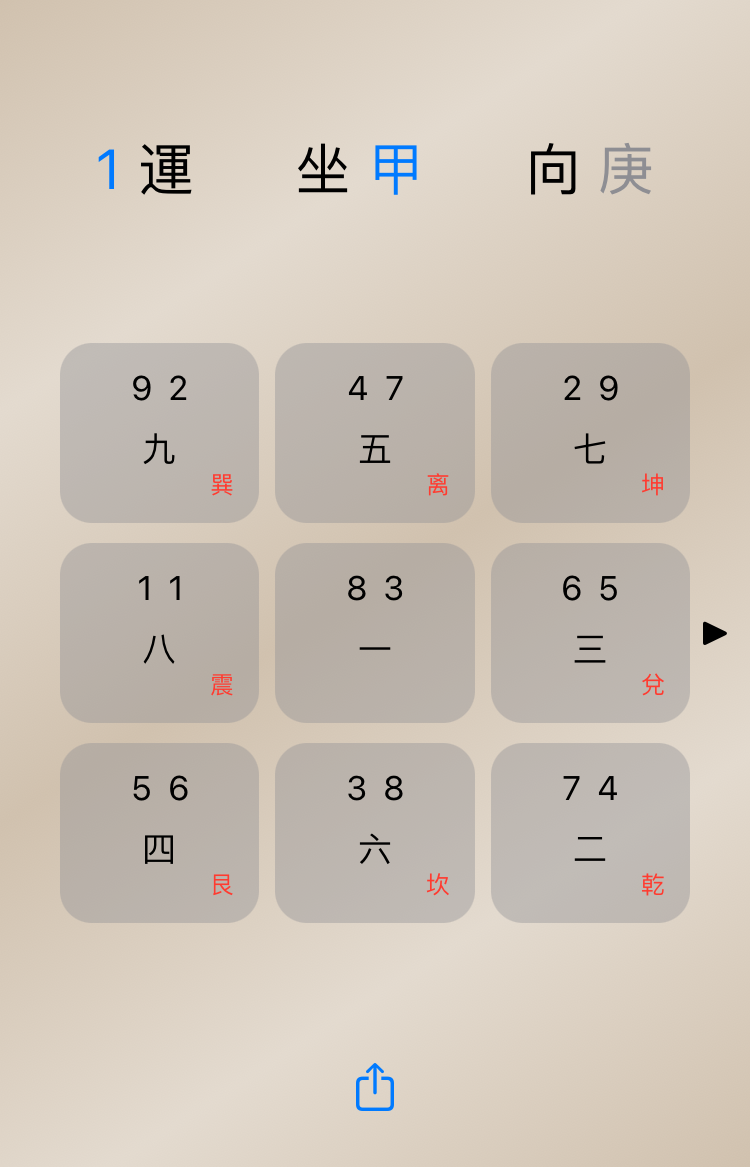 1 運 坐 甲 向 庚
9 2 4 7 2 9
九 五 七
巽 离 坤
1 1 8 3 6 5
八 一 三
震 兌
5 6 3 8 7 4
四 六 二
艮 坎 乾